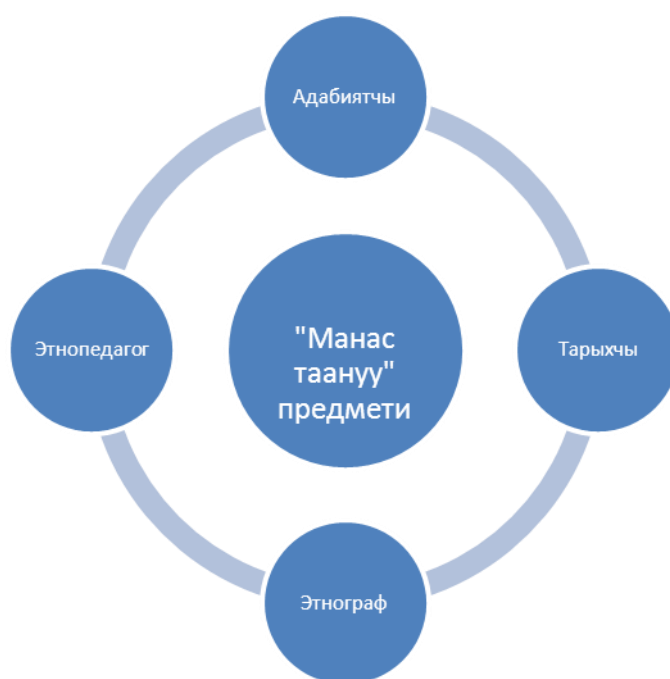 Адабиятчы
Этнопедагог
"Манас
таануу"
предмети
Тарыхчы
Этнограф